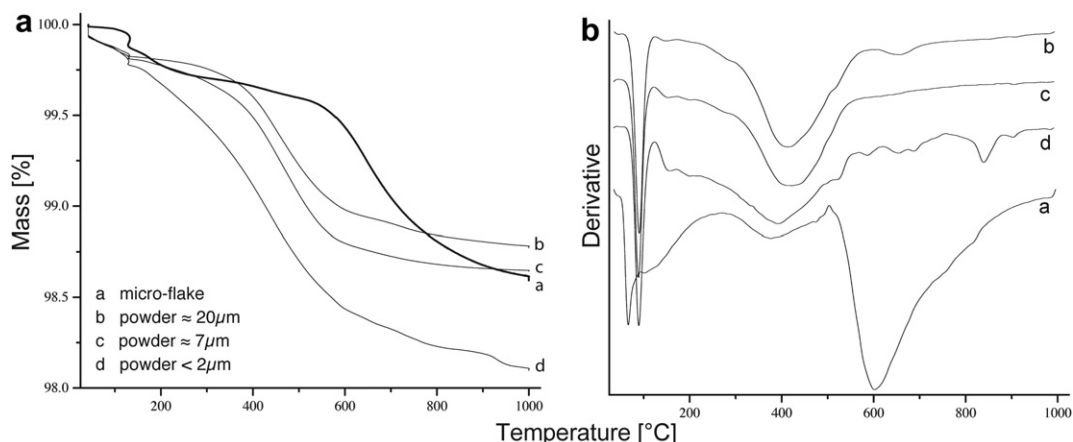 a
100.0
99.5
99.0
98.5
98.0
Mass [%]
b
c
a
d
a micro-flake
b powder ≈ 20µm
c powder ≈ 7µm
d powder < 2µm
200
400
600
800
1000
b
Derivative
b
c
d
a
200
400
600
800
1000
Temperature [°C]